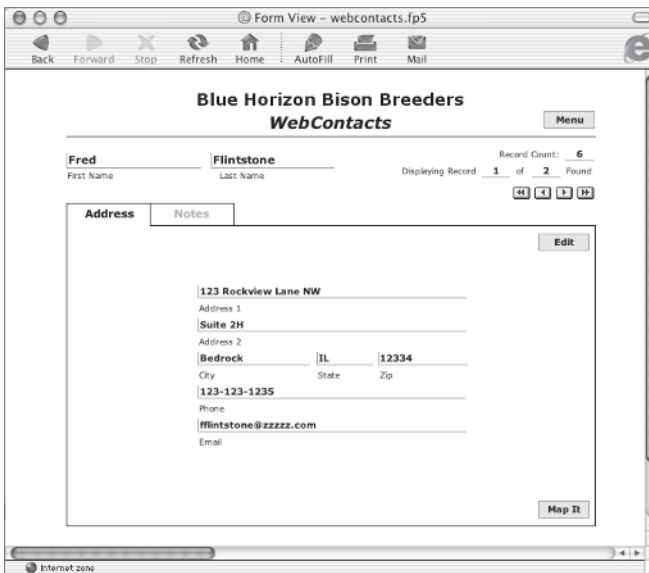 Form View – webcontacts.fp5
Back Forward Stop Refresh Home AutoFill Print Mail
Blue Horizon Bison Breeders
WebContacts
Menu
Record Count: 6
Fred Flintstone
Displaying Record 1 of 2 Found
First Name Last Name
Address Notes
Edit
123 Rockview Lane NW
Address 1
Suite 2H
Address 2
Bedrock IL 12334
City State Zip
123-123-1235
Phone
fflintstone@zzzzz.com
Email
Map It
Internet zone